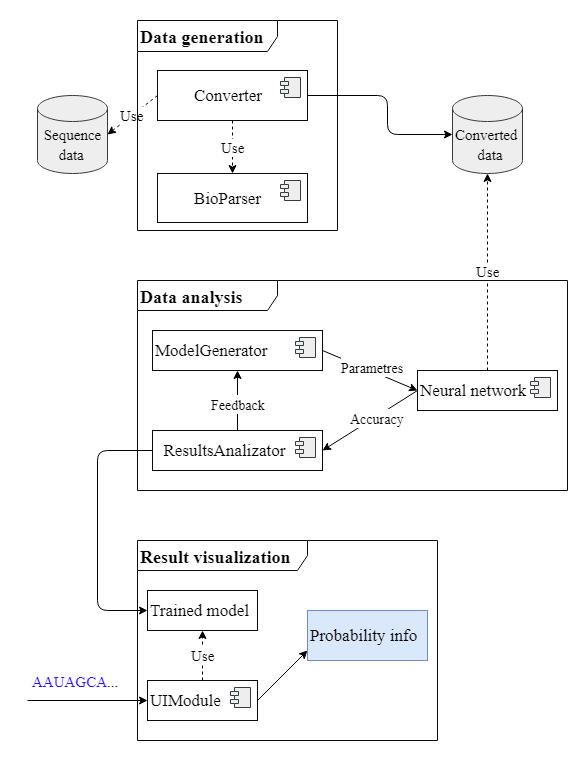 Data generation
Converter
Use
Sequence
data
Converted
data
Use
BioParser
Use
Data analysis
ModelGenerator
Parametres
Neural network
Feedback
Accuracy
ResultsAnalizator
Result visualization
Trained model
Probability info
Use
AAUAGCA...
UIModule